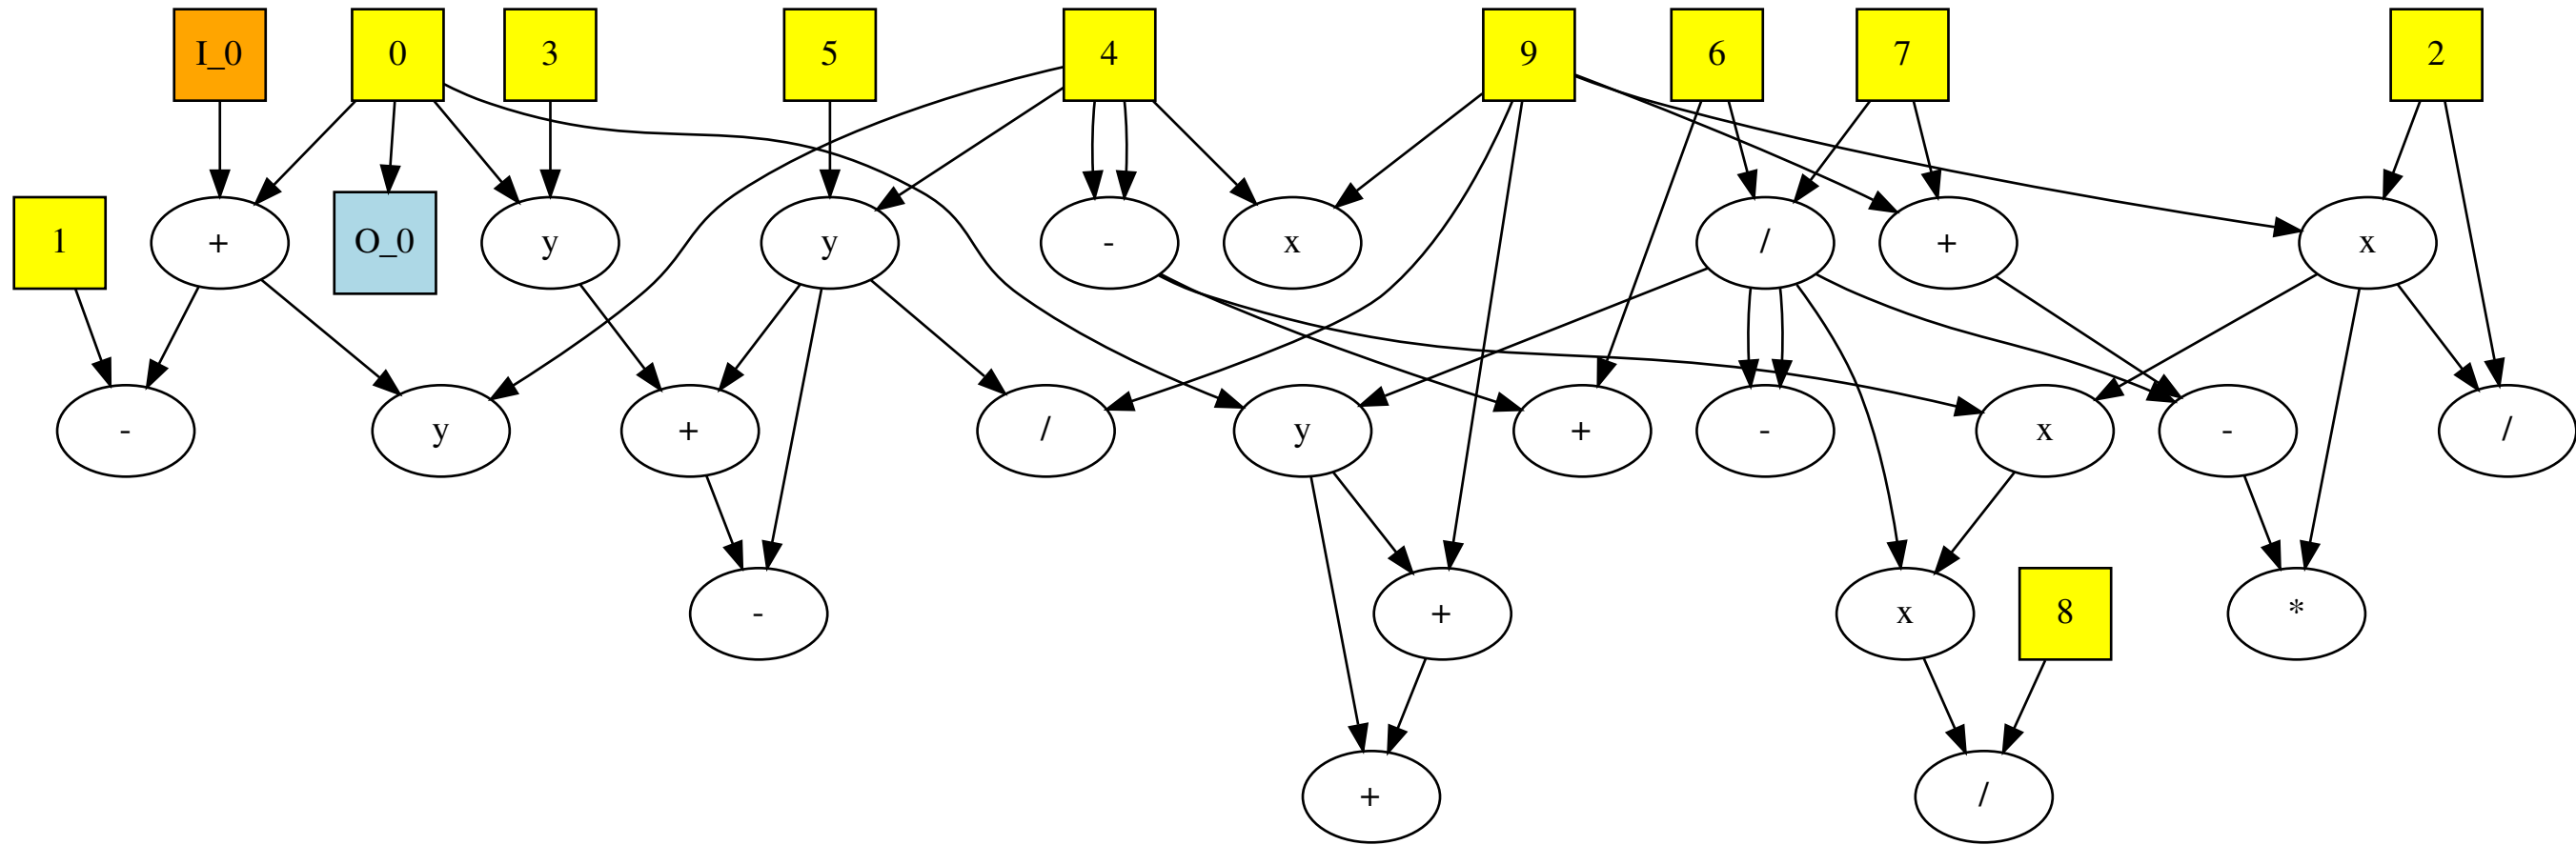 I_0 0 3 5 4 9 6 7 2
1 + O_0 y y - x / + x
- y + / y + - x - /
- + x 8 *
+ /